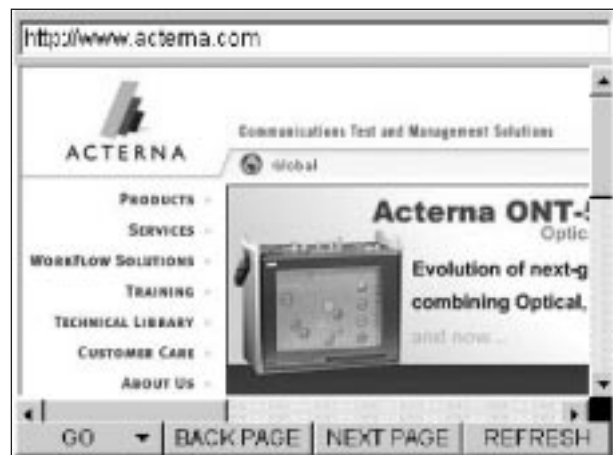 http://www.acterna.com
ACTERNA
Communications Test and Management Solutions
Global
PRODUCTS
SERVICES
WORKFLOW SOLUTIONS
TRAINING
TECHNICAL LIBRARY
CUSTOMER CARE
ABOUT US
Acterna ONT-5
Optic
Evolution of next-g
combining Optical,
and now...
GO
BACK PAGE
NEXT PAGE
REFRESH